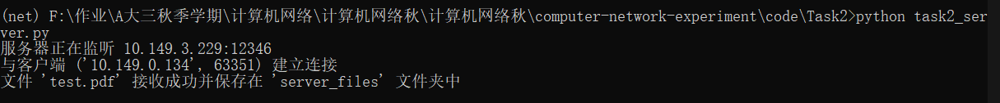 (net) F:\作业\A大三秋季学期\计算机网络\计算机网络秋\计算机网络秋\computer-network-experiment\code\Task2>python task2_ser
ver.py
服务器正在监听 10.149.3.229:12346
与客户端 ('10.149.0.134', 63351) 建立连接
文件 'test.pdf' 接收成功并保存在 'server_files' 文件夹中